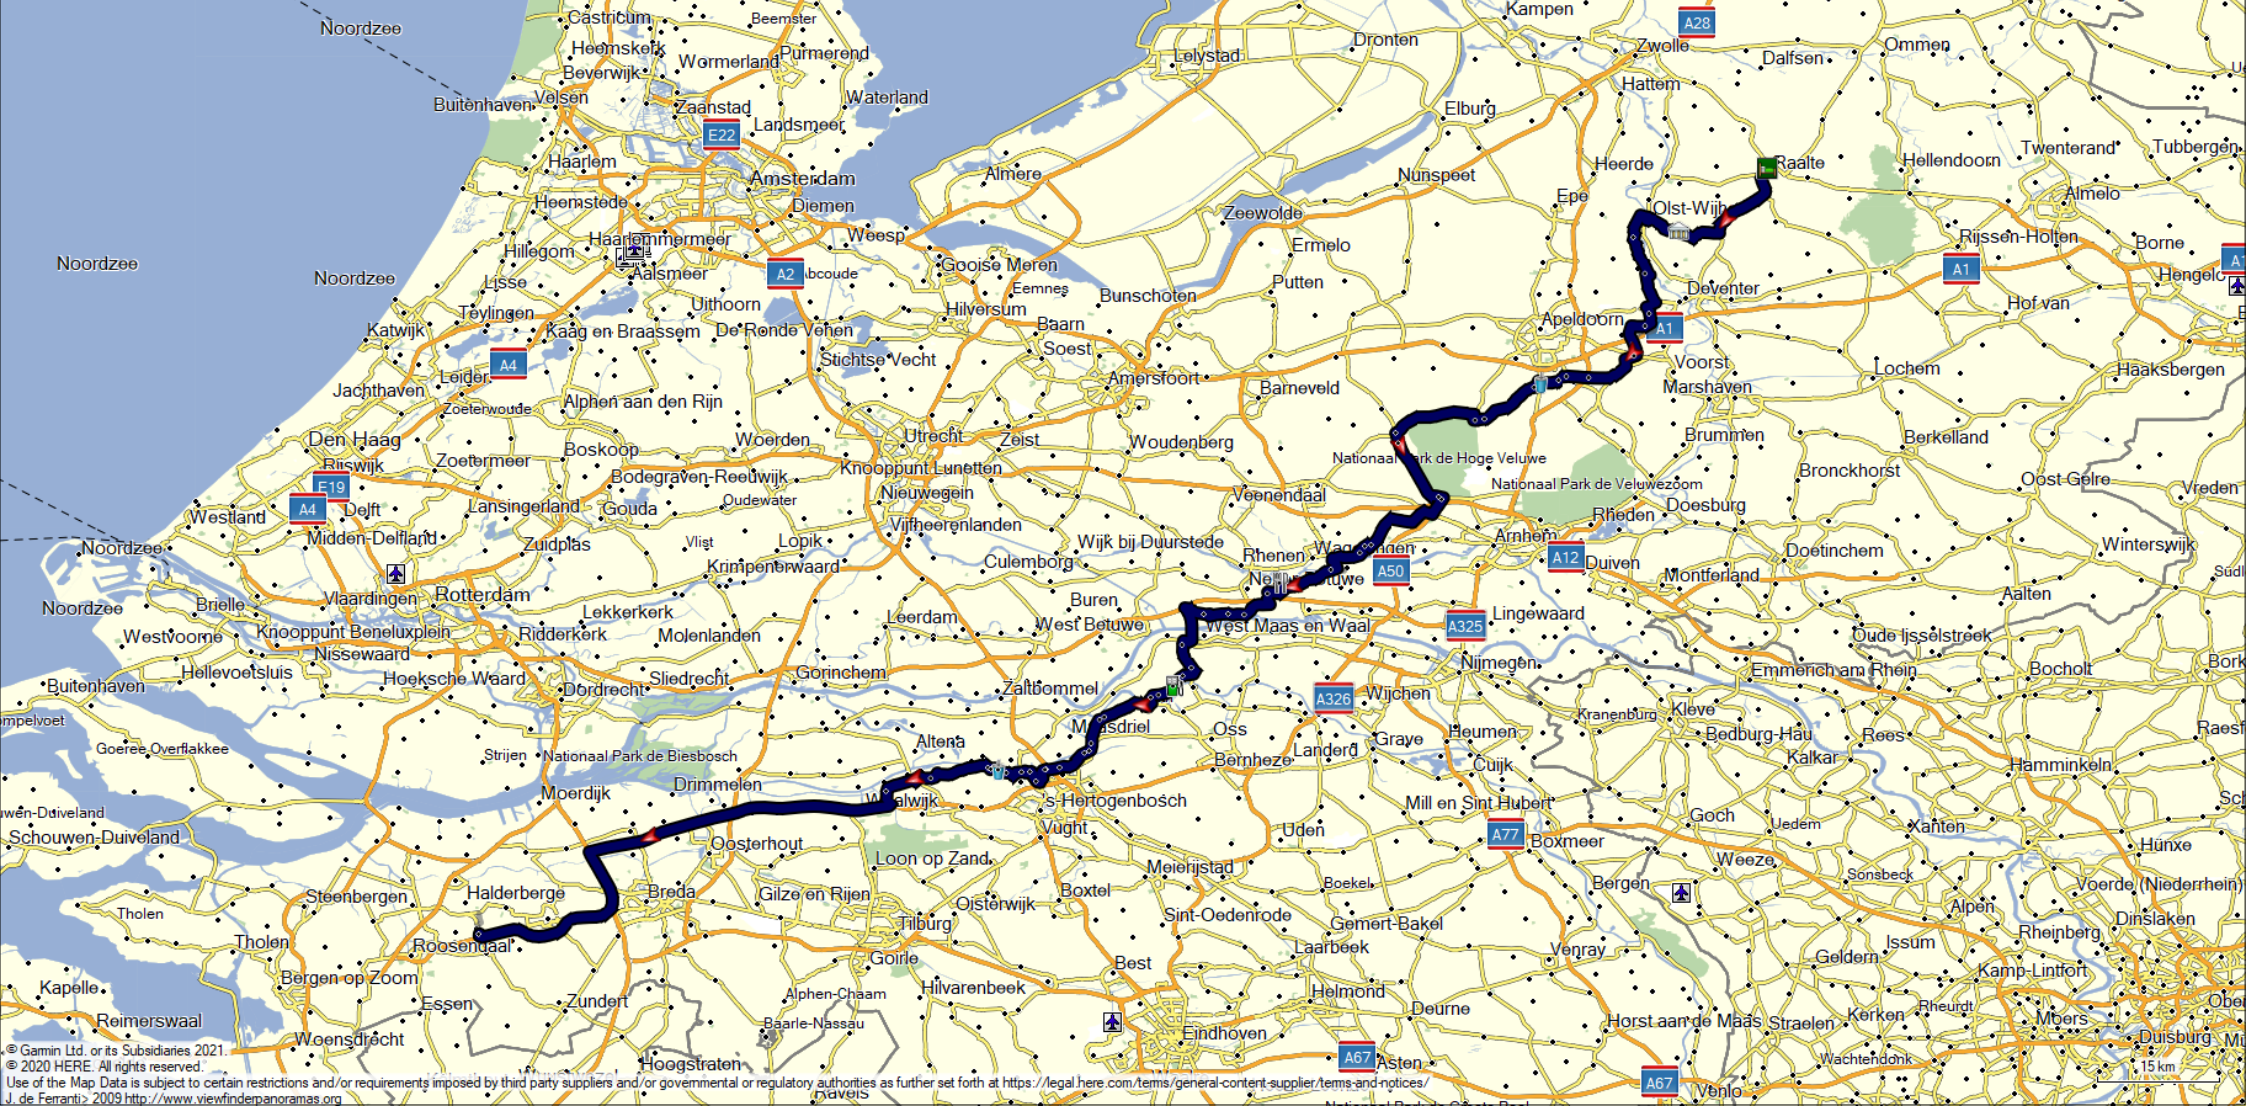 Noordzee
Castricum
Beemster
Kampen
A28
Heemskerk
Purmerend
Dronten
Zwolle
Ommen
Wormerland
Lelystad
Dalfsen
Beverwijk
Hattem
Buitenhaven
Velsen
Zaanstad
Waterland
Elburg
E22
Landsmeer
Twenterand
Tubbergen
Haarlem
Heerde
Raalte
Hellendoorn
Amsterdam
Almere
Nunspeet
Heemstede
Diemen
Epe
Almelo
Zeewolde
Olst-Wijhe
Haarlemmermeer
Weesp
Ermelo
Rijssen-Holten
Borne
Hillegom
Noordzee
Noordzee
Aalsmeer
A2
Abcoude
Gooise Meren
A1
Hengelo
Lisse
Eemnes
Putten
Deventer
Bunschoten
Uithoorn
Hilversum
Hof van
Teylingen
Baarn
Apeldoorn
A1
Katwijk
Kaag en Braassem
De Ronde Venen
Soest
Stichtse Vecht
A4
Voorst
Lochem
Haaksbergen
Leiden
Amersfoort
Jachthaven
Barneveld
Marshaven
Zoeterwoude
Alphen aan den Rijn
Den Haag
Woerden
Utrecht
Zeist
Woudenberg
Brummen
Berkelland
Boskoop
Rijswijk
Zoetermeer
Knooppunt Lunetten
Nationaal Park de Hoge Veluwe
Bronckhorst
Oost Gelre
Bodegraven-Reeuwijk
E19
Nieuwegein
Veenendaal
Nationaal Park de Veluwezoom
Vreden
Oudewater
A4
Delft
Lansingerland
Gouda
Doesburg
Westland
Vijfheerenlanden
Rheden
Midden-Delfland
Zuidplas
Vlist
Lopik
Wijk bij Duurstede
Arnhem
Winterswijk
Noordzee
Rhenen
Wageningen
A12
Doetinchem
Krimpenerwaard
Culemborg
Duiven
A50
Montferland
Neder-Betuwe
Aalten
Vlaardingen
Rotterdam
Buren
Noordzee
Brielle
Lekkerkerk
Leerdam
West Betuwe
West Maas en Waal
A325
Lingewaard
Westvoorne
Knooppunt Beneluxplein
Ridderkerk
Molenlanden
Oude Ijsselstreek
Nissewaard
Nijmegen
Hellevoetsluis
Hoeksche Waard
Sliedrecht
Gorinchem
Emmerich am Rhein
Bocholt
Buitenhaven
Dordrecht
Zaltbommel
A326
Wijchen
Kranenburg
Kleve
Maasdriel
Oss
Goeree Overflakkee
Strijen
Nationaal Park de Biesbosch
Altena
Landerd
Grave
Heumen
Bedburg-Hau
Rees
Bernheze
Cuijk
Kalkar
Hamminkeln
Moerdijk
Drimmelen
Waalwijk
's-Hertogenbosch
Mill en Sint Hubert
Goch
Uedem
Xanten
Schouwen-Duiveland
Vught
Uden
A77
Boxmeer
Oosterhout
Loon op Zand
Meierijstad
Weeze
Hünxe
Halderberge
Breda
Gilze en Rijen
Boxtel
Boekel
Bergen
Sonsbeck
Voerde (Niederrhein)
Steenbergen
Oisterwijk
Tholen
Sint-Oedenrode
Gemert-Bakel
Alpen
Dinslaken
Tholen
Roosendaal
Tilburg
Laarbeek
Venray
Issum
Rheinberg
Goirle
Geldern
Bergen op Zoom
Best
Kamp-Lintfort
Kapelle
Essen
Zundert
Alphen-Chaam
Hilvarenbeek
Helmond
Deurne
Rheurdt
Reimerswaal
Baarle-Nassau
Horst aan de Maas
Straelen
Kerken
Moers
Woensdrecht
Eindhoven
Duisburg
Hoogstraten
A67
Asten
Wachtendonk
15 km
A67
Venlo
Ravels
© Garmin Ltd. or its Subsidiaries 2021.
© 2020 HERE. All rights reserved.
Use of the Map Data is subject to certain restrictions and/or requirements imposed by third party suppliers and/or governmental or regulatory authorities as further set forth at https://legal.here.com/terms/general-content-supplier/terms-and-notices/
J. de Ferranti> 2009 http://www.viewfinderpanoramas.org